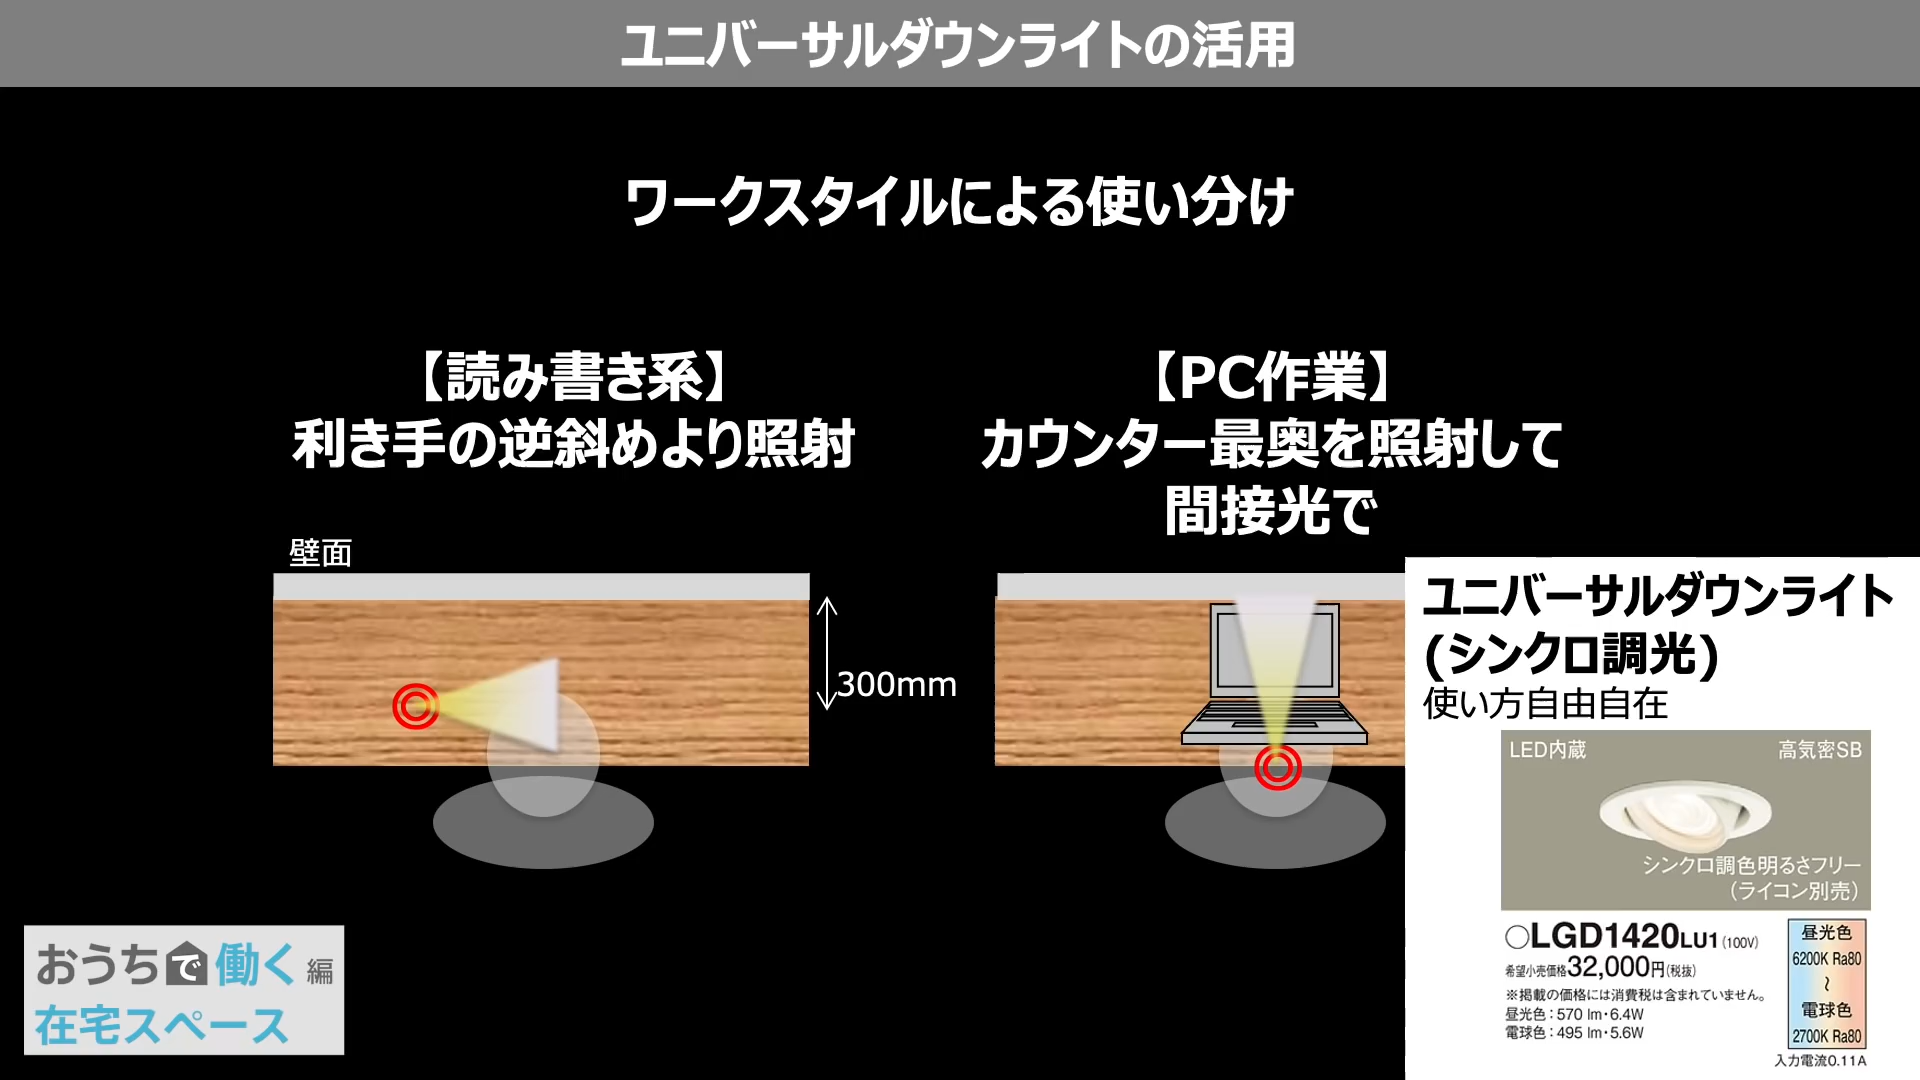 ユニバーサルダウンライトの活用
ワークスタイルによる使い分け
【読み書き系】
利き手の逆斜めより照射
【PC作業】
カウンター最奥を照射して
間接光で
壁面
300mm
ユニバーサルダウンライト
(シンクロ調光)
使い方自由自在
LED内蔵
高気密SB
シンクロ調色明るさフリー
(ライコン別売)
○LGD1420LU1(100V)
希望小売価格32,000円(税抜)
※掲載の価格には消費税は含まれていません。
昼光色:570 lm・6.4W
電球色:495 lm・5.6W
昼光色
6200K Ra80
~
電球色
2700K Ra80
入力電流0.11A
おうちで働く編
在宅スペース